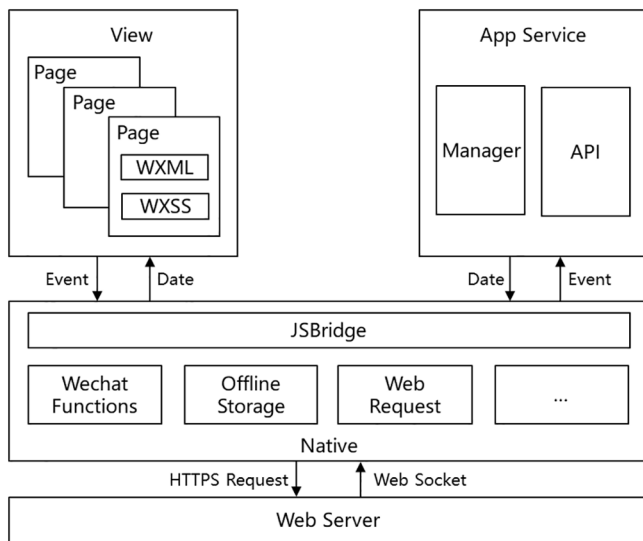 View
App Service
Page
Page
Page
WXML
WXSS
Manager
API
Event
Date
Date
Event
JSBridge
Wechat
Functions
Offline
Storage
Web
Request
...
Native
HTTPS Request
Web Socket
Web Server